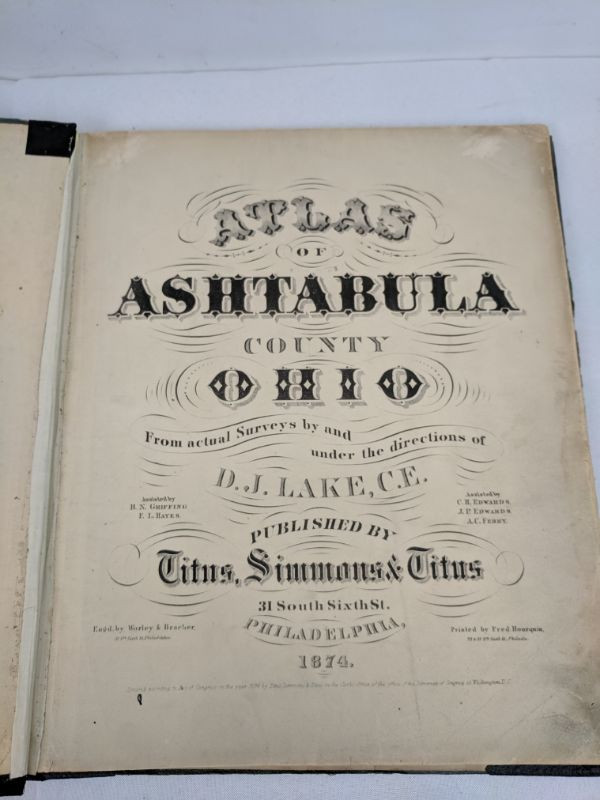 ATLAS
OF
ASHTABULA
COUNTY
OHIO
From actual Surveys by and
under the directions of
D.J. LAKE, C.E.
Assisted by
B. N. GRIFFING
F. L. HAYES.
Assisted by
C. H. EDWARDS,
J. P. EDWARDS
A.C. FERRY.
PUBLISHED BY
Titus, Simmons & Titus
31 South Sixth St.
PHILADELPHIA,
1874.
Engd. by Worley & Bracher,
Printed by Fred Bourquin,